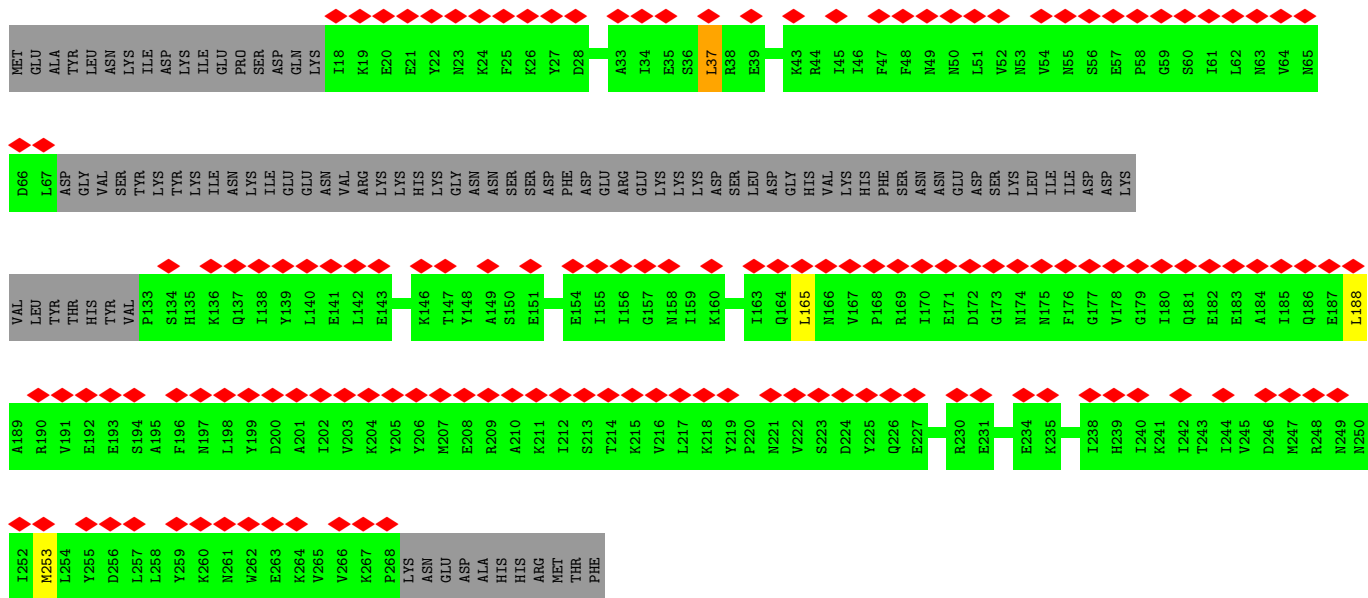 MET GLU ALA TYR LEU ASN LYS ILE ASP LYS ILE GLU PRO SER ASP GLN LYS I18 K19 E20 E21 Y22 N23 K24 F25 K26 Y27 D28 A33 I34 E35 S36 L37 R38 E39 K43 R44 I45 I46 F47 F48 N49 N50 L51 V52 N53 V54 N55 S56 E57 P58 G59 S60 I61 L62 N63 V64 N65
D66 L67 ASP GLY VAL SER TYR LYS TYR LYS ILE ASN LYS ILE GLU GLU ASN VAL ARG LYS LYS HIS LYS GLY ASN ASN SER SER ASP PHE ASP GLU ARG GLU LYS LYS LYS ASP SER LEU ASP GLY HIS VAL LYS HIS PHE SER ASN ASN GLU ASP SER LYS LEU ILE ILE ASP ASP LYS
VAL LEU TYR THR HIS TYR VAL P133 S134 H135 K136 Q137 I138 Y139 L140 E141 L142 E143 K146 T147 Y148 A149 S150 E151 E154 I155 I156 G157 N158 I159 K160 I163 Q164 L165 N166 V167 P168 R169 I170 E171 D172 G173 N174 N175 F176 G177 V178 G179 I180 Q181 E182 E183 A184 I185 Q186 E187 L188
A189 R190 V191 E192 E193 S194 A195 F196 N197 L198 Y199 D200 A201 I202 V203 K204 Y205 Y206 M207 E208 R209 A210 K211 I212 S213 T214 K215 V216 L217 K218 Y219 P220 N221 V222 S223 D224 Y225 Q226 E227 R230 E231 E234 K235 I238 H239 I240 K241 I242 T243 I244 V245 D246 M247 R248 N249 N250
I252 M253 L254 Y255 D256 L257 L258 Y259 K260 N261 W262 E263 K264 V265 V266 K267 P268 LYS ASN GLU ASP ALA HIS HIS ARG MET THR PHE